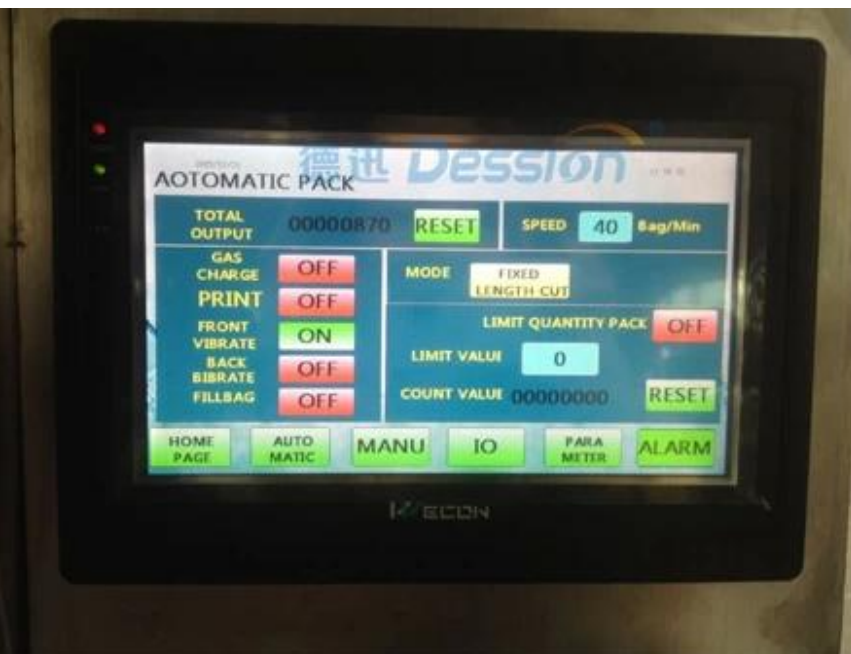 德迅 Dession
AOTOMATIC PACK
TOTAL
OUTPUT
00000870
RESET
SPEED
40
Bag/Min
GAS
CHARGE
OFF
PRINT
OFF
FRONT
VIBRATE
ON
BACK
BIBRATE
OFF
FILLBAG
OFF
MODE
FIXED
LENGTH CUT
LIMIT QUANTITY PACK
OFF
LIMIT VALUE
0
COUNT VALUE
00000000
RESET
HOME
PAGE
AUTO
MATIC
MANU
IO
PARA
METER
ALARM
WECON